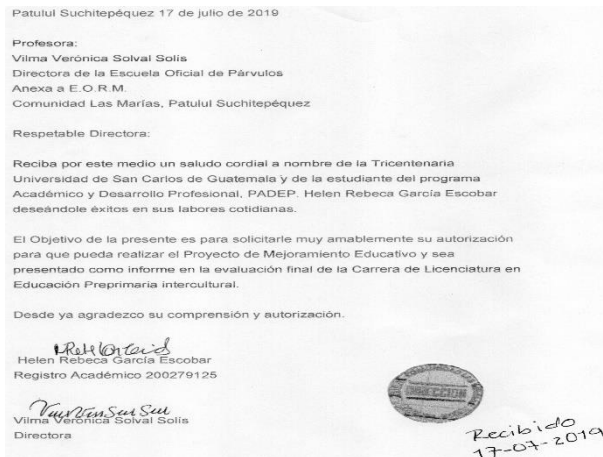 Patulul Suchitepéquez 17 de julio de 2019
Profesora:
Vilma Verónica Solval Solís
Directora de la Escuela Oficial de Párvulos
Anexa a E.O.R.M.
Comunidad Las Marías, Patulul Suchitepéquez
Respetable Directora:
Reciba por este medio un saludo cordial a nombre de la Tricentenaria
Universidad de San Carlos de Guatemala y de la estudiante del programa
Académico y Desarrollo Profesional, PADEP. Helen Rebeca García Escobar
deseándole éxitos en sus labores cotidianas.
El Objetivo de la presente es para solicitarle muy amablemente su autorización
para que pueda realizar el Proyecto de Mejoramiento Educativo y sea
presentado como informe en la evaluación final de la Carrera de Licenciatura en
Educación Preprimaria intercultural.
Desde ya agradezco su comprensión y autorización.
Helen Rebeca García Escobar
Registro Académico 200279125
Vilma Verónica Solval Solís
Directora
DIRECCION
Recibido
17-07-2019